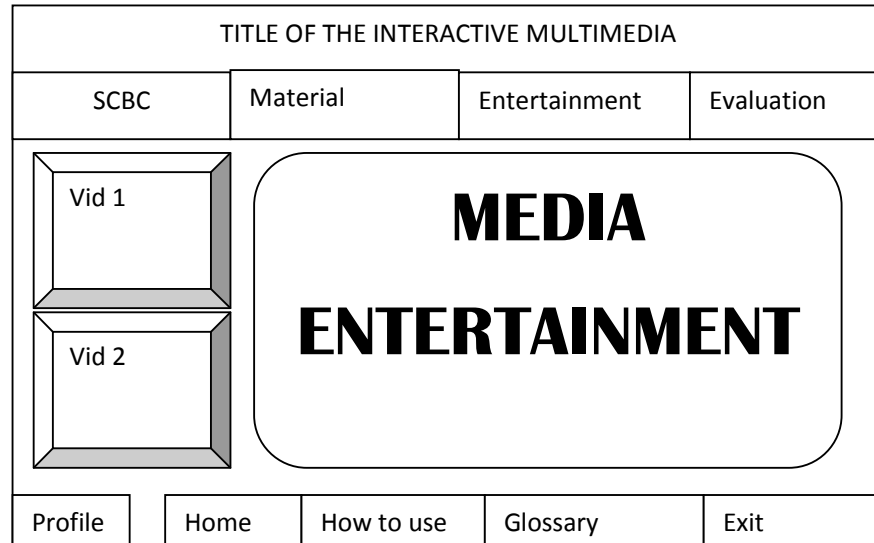 TITLE OF THE INTERACTIVE MULTIMEDIA
SCBC Material Entertainment Evaluation
Vid 1
MEDIA
ENTERTAINMENT
Vid 2
Profile Home How to use Glossary Exit